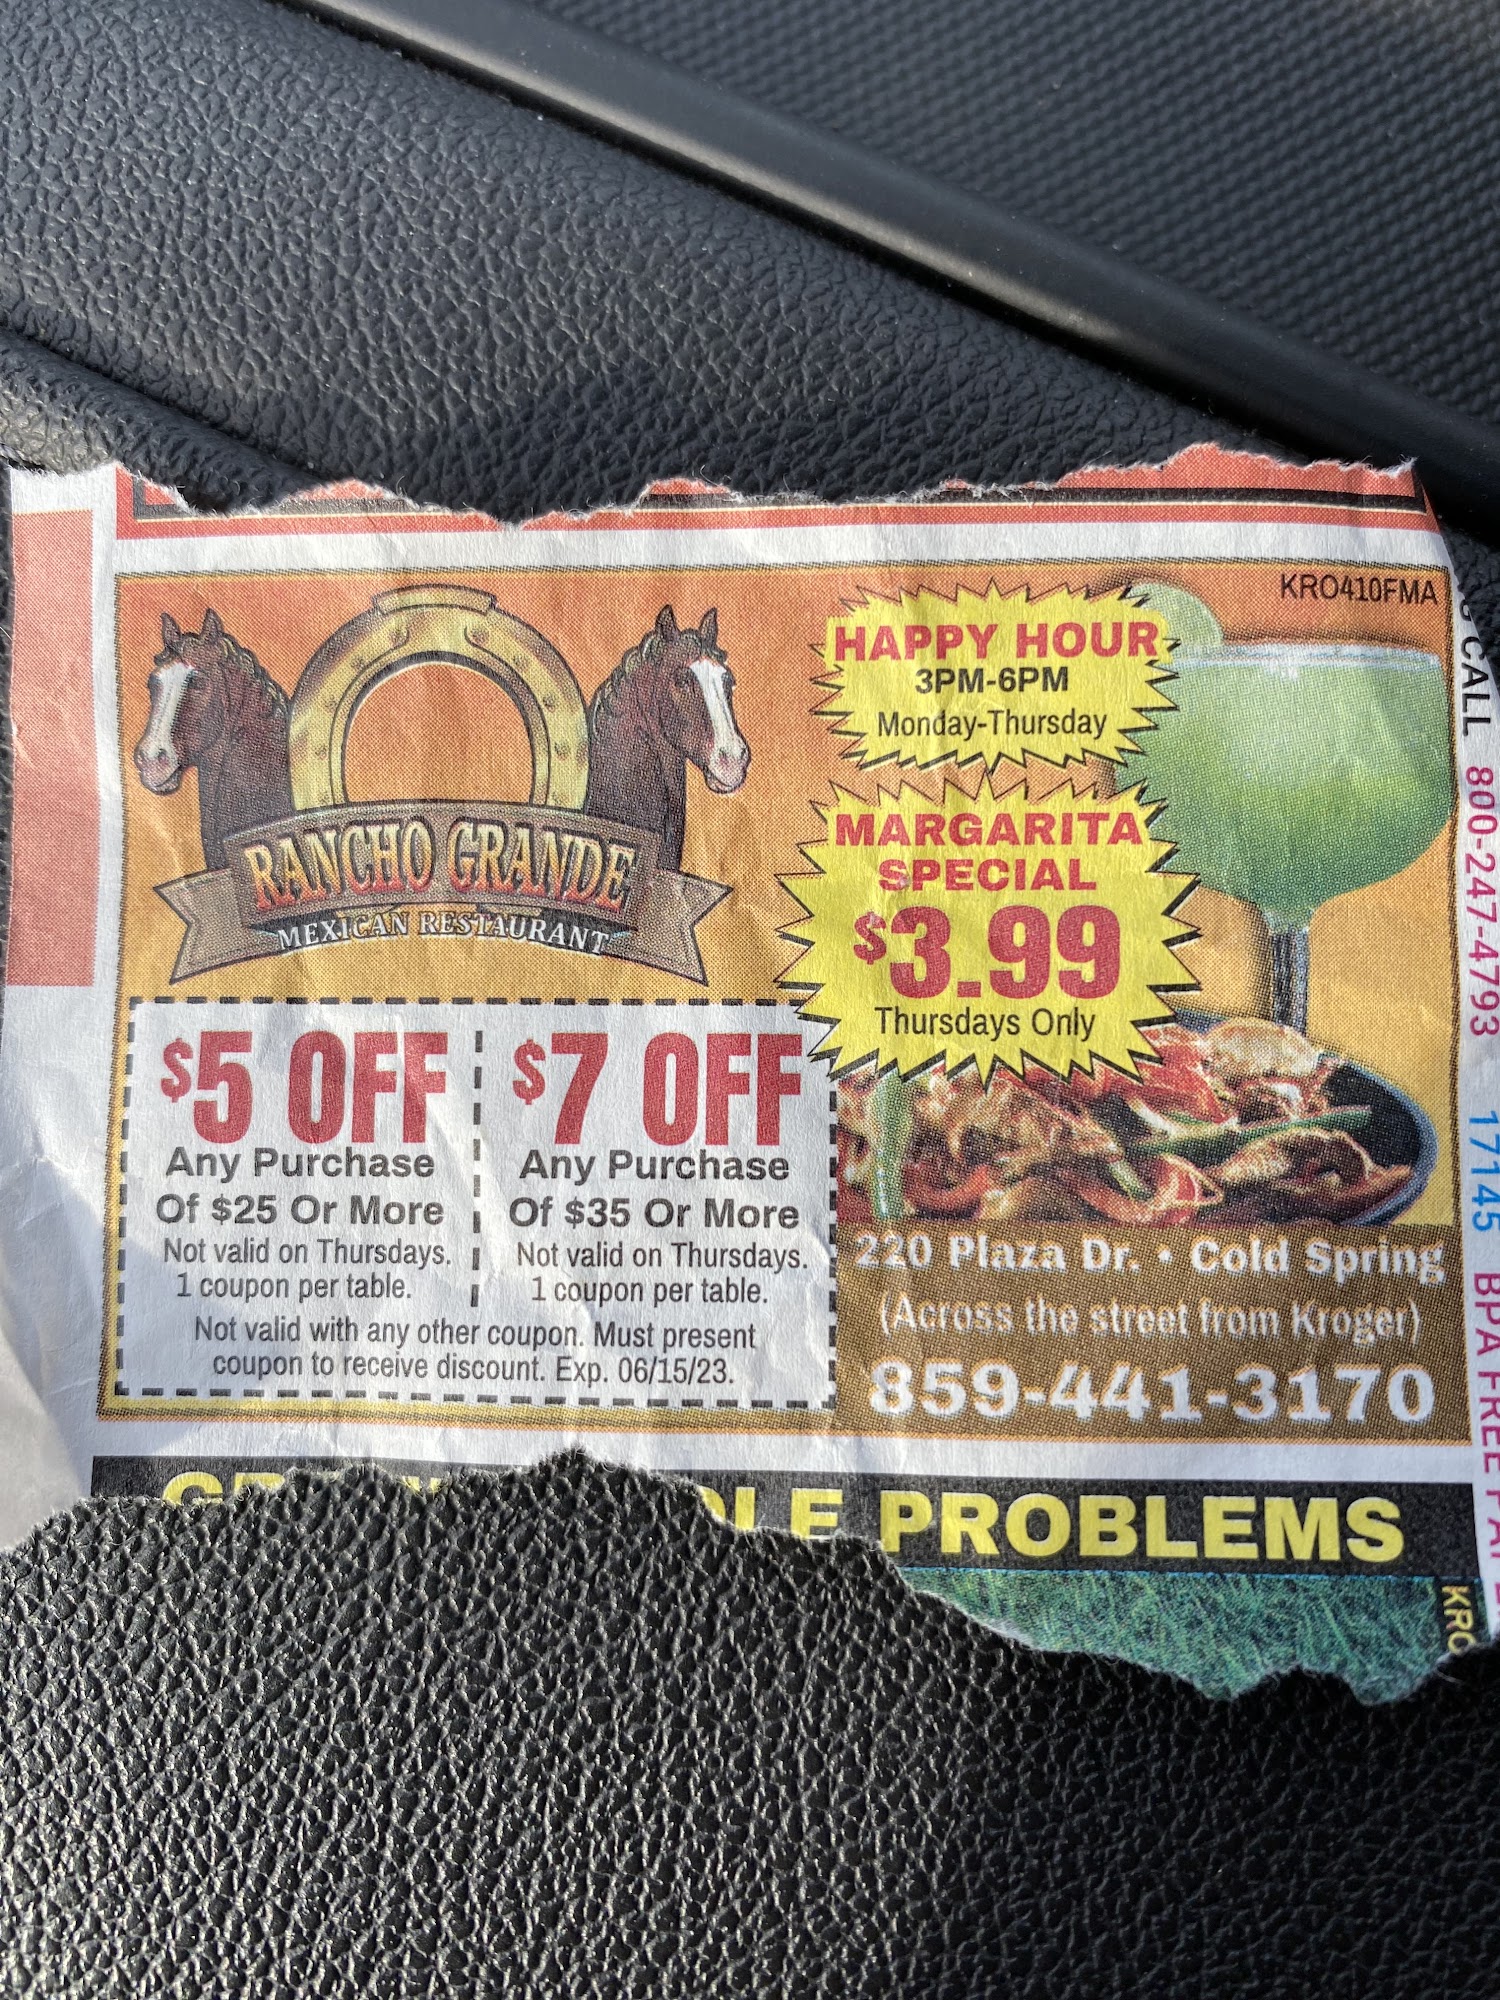 KRO410FMA
RANCHO GRANDE
MEXICAN RESTAURANT
HAPPY HOUR
3PM-6PM
Monday-Thursday
MARGARITA
SPECIAL
$3.99
Thursdays Only
$5 OFF
Any Purchase
Of $25 Or More
Not valid on Thursdays.
1 coupon per table.
$7 OFF
Any Purchase
Of $35 Or More
Not valid on Thursdays.
1 coupon per table.
Not valid with any other coupon. Must present
coupon to receive discount. Exp. 06/15/23.
220 Plaza Dr. • Cold Spring
(Across the street from Kroger)
859-441-3170
CALL 800-247-4793 17145 BPA FREE
PROBLEMS
KRO